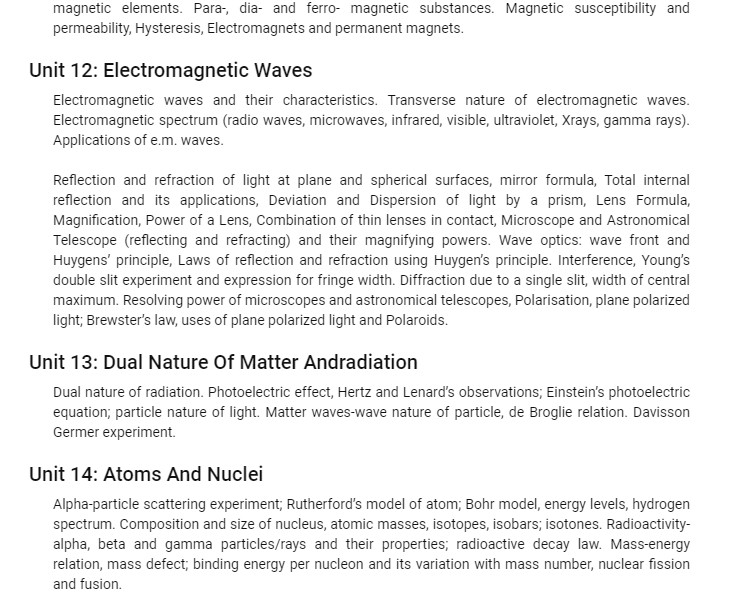 magnetic elements. Para-, dia- and ferro- magnetic substances. Magnetic susceptibility and
permeability, Hysteresis, Electromagnets and permanent magnets.
Unit 12: Electromagnetic Waves
Electromagnetic waves and their characteristics. Transverse nature of electromagnetic waves.
Electromagnetic spectrum (radio waves, microwaves, infrared, visible, ultraviolet, Xrays, gamma rays).
Applications of e.m. waves.
Reflection and refraction of light at plane and spherical surfaces, mirror formula, Total internal
reflection and its applications, Deviation and Dispersion of light by a prism, Lens Formula,
Magnification, Power of a Lens, Combination of thin lenses in contact, Microscope and Astronomical
Telescope (reflecting and refracting) and their magnifying powers. Wave optics: wave front and
Huygens’ principle, Laws of reflection and refraction using Huygen’s principle. Interference, Young’s
double slit experiment and expression for fringe width. Diffraction due to a single slit, width of central
maximum. Resolving power of microscopes and astronomical telescopes, Polarisation, plane polarized
light; Brewster’s law, uses of plane polarized light and Polaroids.
Unit 13: Dual Nature Of Matter Andradiation
Dual nature of radiation. Photoelectric effect, Hertz and Lenard’s observations; Einstein’s photoelectric
equation; particle nature of light. Matter waves-wave nature of particle, de Broglie relation. Davisson
Germer experiment.
Unit 14: Atoms And Nuclei
Alpha-particle scattering experiment; Rutherford’s model of atom; Bohr model, energy levels, hydrogen
spectrum. Composition and size of nucleus, atomic masses, isotopes, isobars; isotones. Radioactivity-
alpha, beta and gamma particles/rays and their properties; radioactive decay law. Mass-energy
relation, mass defect; binding energy per nucleon and its variation with mass number, nuclear fission
and fusion.